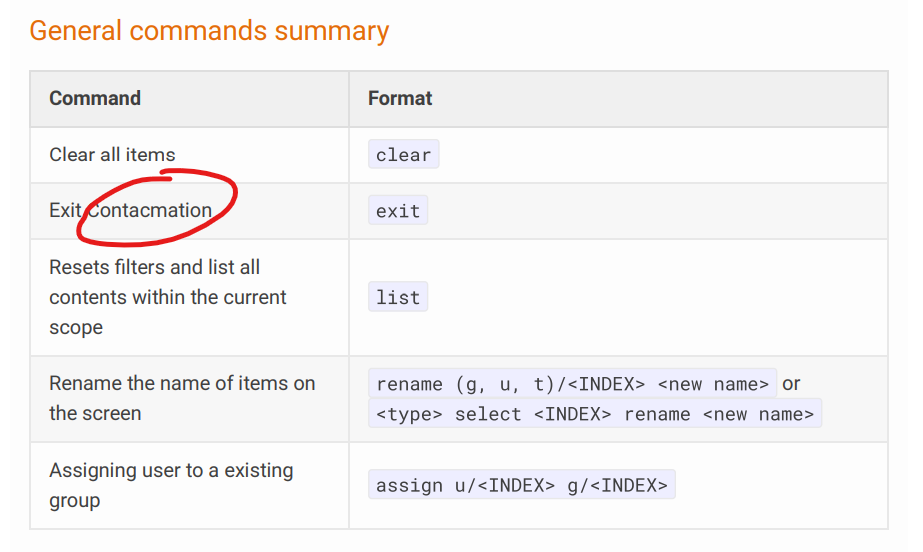 General commands summary
Command Format
Clear all items clear
Exit Contacmation exit
Resets filters and list all
contents within the current
scope
list
Rename the name of items on
the screen
rename (g, u, t)/<INDEX> <new name> or
<type> select <INDEX> rename <new name>
Assigning user to a existing
group
assign u/<INDEX> g/<INDEX>